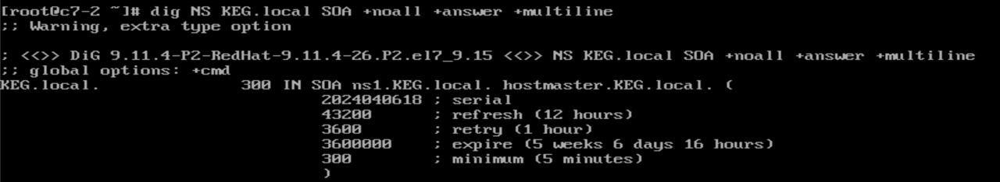 [root@c7-2 ~]# dig NS KEG.local SOA +noall +answer +multiline
;; Warning, extra type option

; <<>> DiG 9.11.4-P2-RedHat-9.11.4-26.P2.el7_9.15 <<>> NS KEG.local SOA +noall +answer +multiline
;; global options: +cmd
KEG.local.		300 IN SOA ns1.KEG.local. hostmaster.KEG.local. (
				2024040618 ; serial
				43200      ; refresh (12 hours)
				3600       ; retry (1 hour)
				3600000    ; expire (5 weeks 6 days 16 hours)
				300        ; minimum (5 minutes)
				)